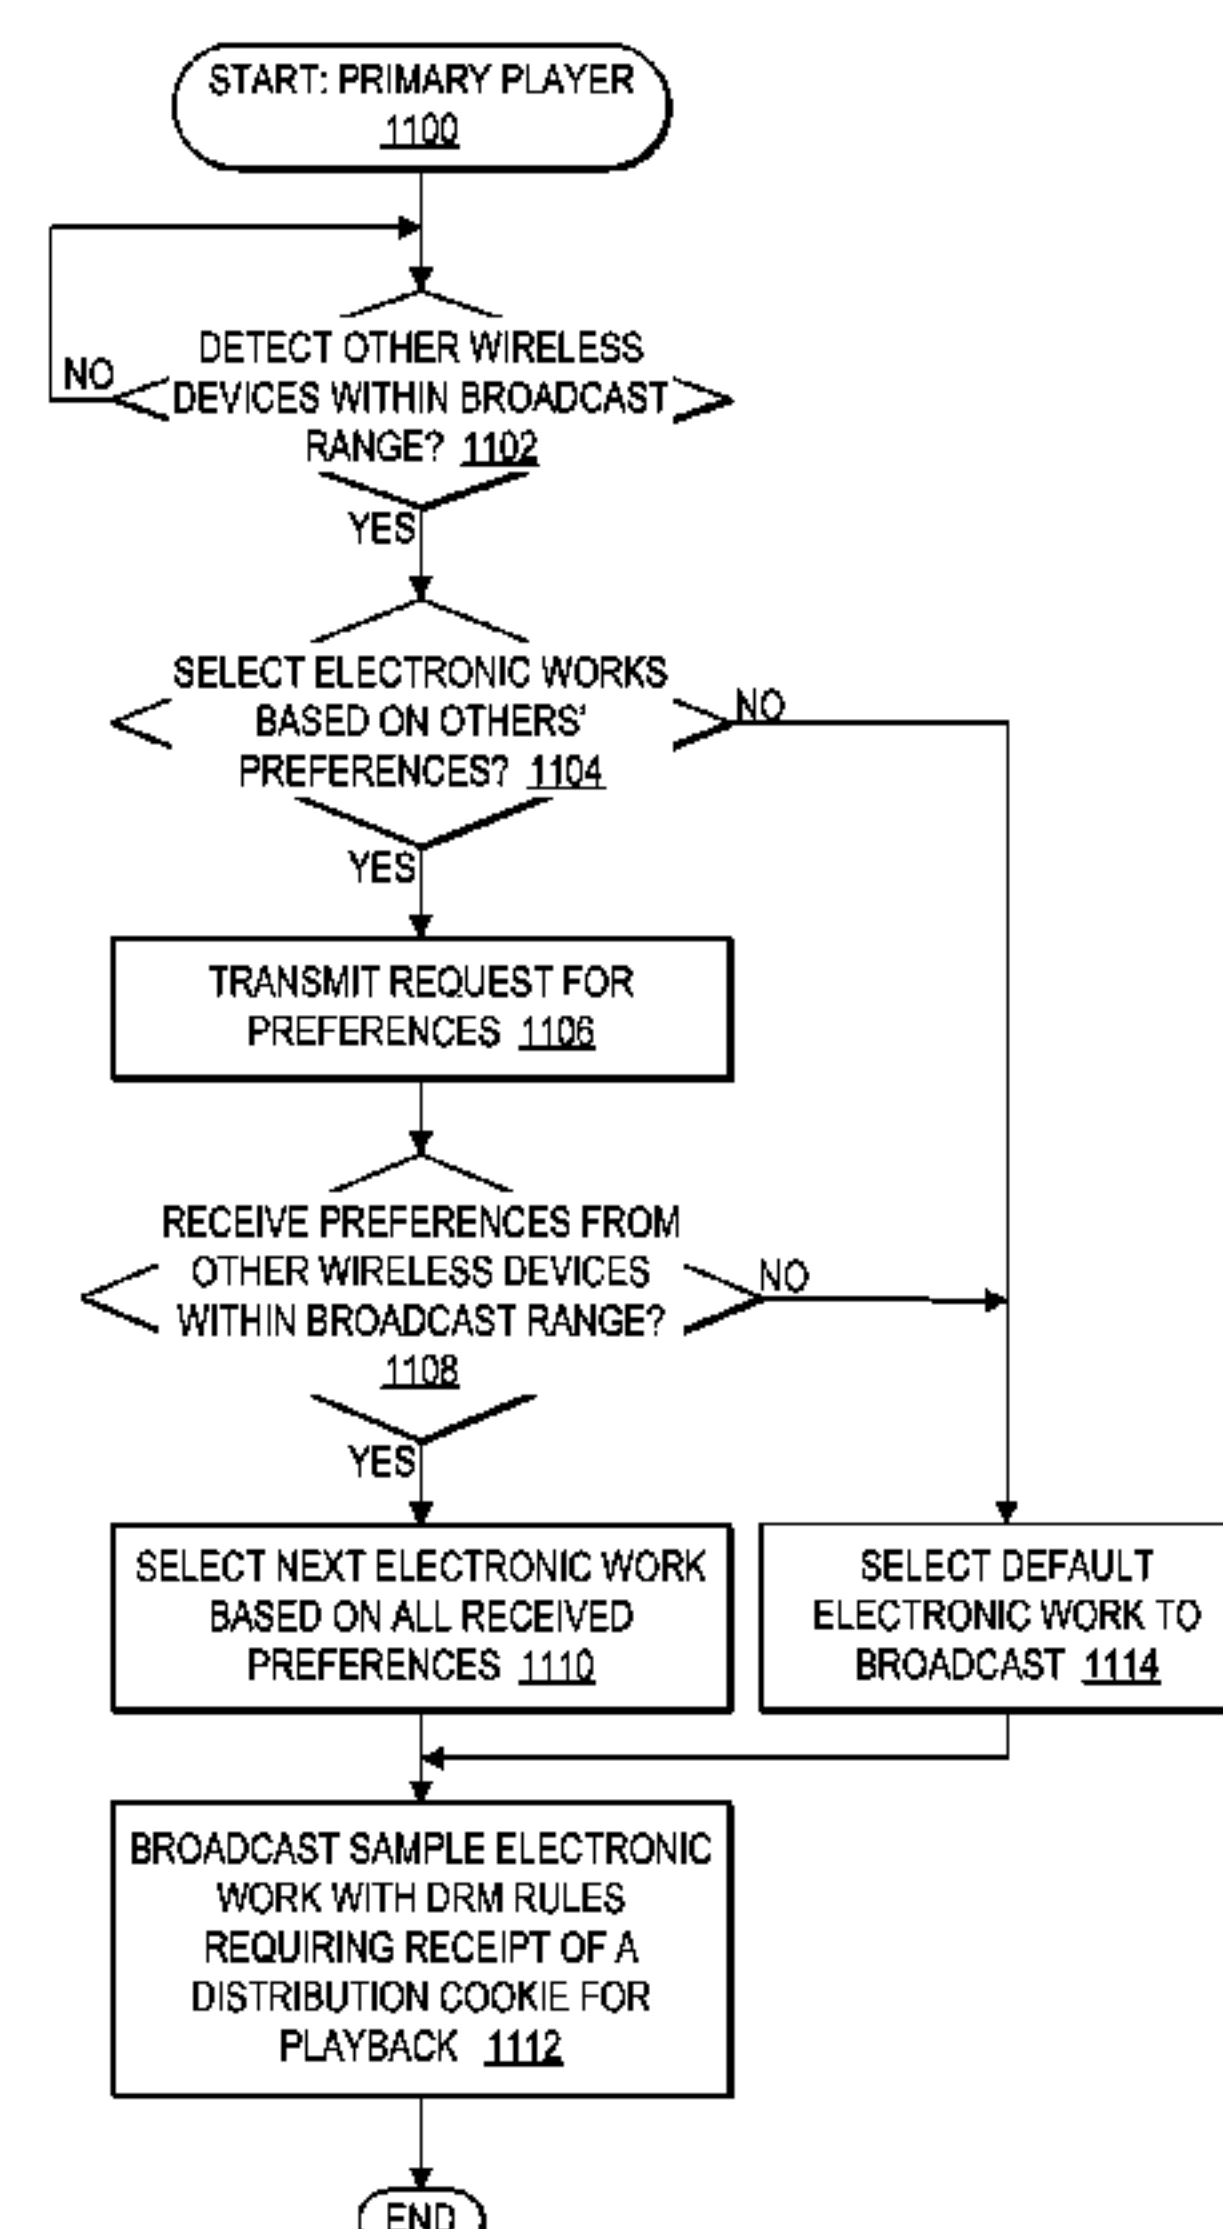 START: PRIMARY PLAYER
1100
DETECT OTHER WIRELESS
NO
DEVICES WITHIN BROADCAST
RANGE? 1102
YES
SELECT ELECTRONIC WORKS
NO
BASED ON OTHERS'
PREFERENCES? 1104
YES
TRANSMIT REQUEST FOR
PREFERENCES 1106
RECEIVE PREFERENCES FROM
OTHER WIRELESS DEVICES
NO
WITHIN BROADCAST RANGE?
1108
YES
SELECT NEXT ELECTRONIC WORK
BASED ON ALL RECEIVED
PREFERENCES 1110
SELECT DEFAULT
ELECTRONIC WORK TO
BROADCAST 1114
BROADCAST SAMPLE ELECTRONIC
WORK WITH DRM RULES
REQUIRING RECEIPT OF A
DISTRIBUTION COOKIE FOR
PLAYBACK 1112
END